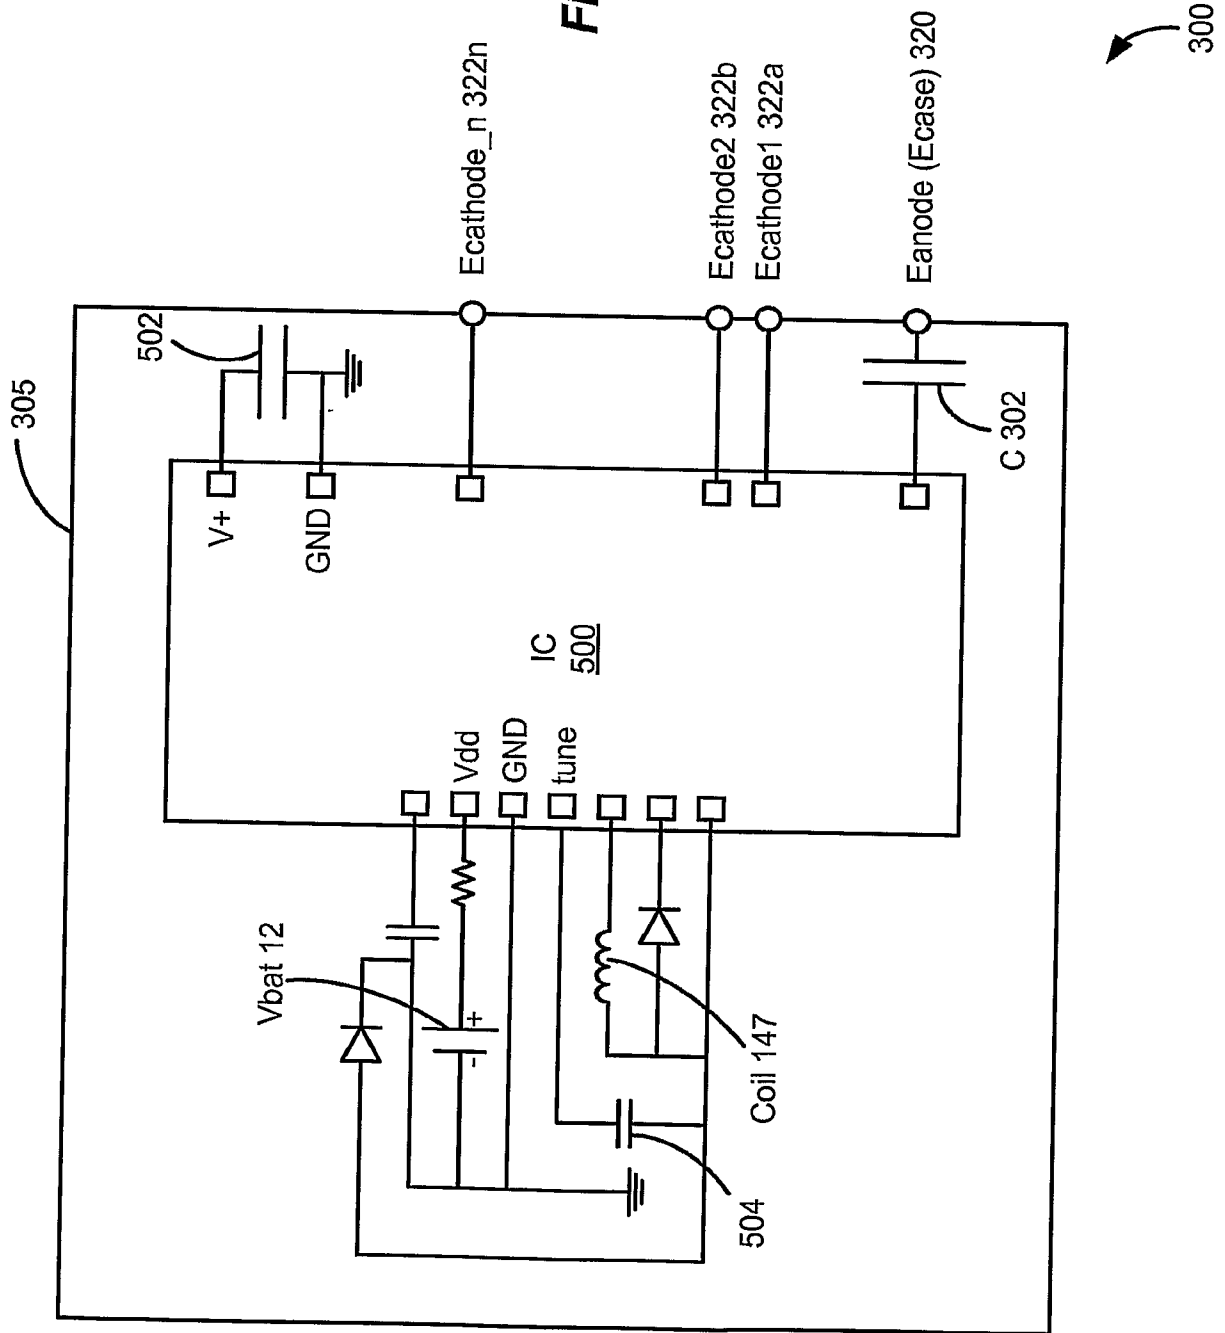 305
502
V+
GND
Ecathode_n 322n
Ecathode2 322b
Ecathode1 322a
Eanode (Ecase) 320
C 302
IC
500
Vdd
GND
tune
Vbat 12
+
-
Coil 147
504
300